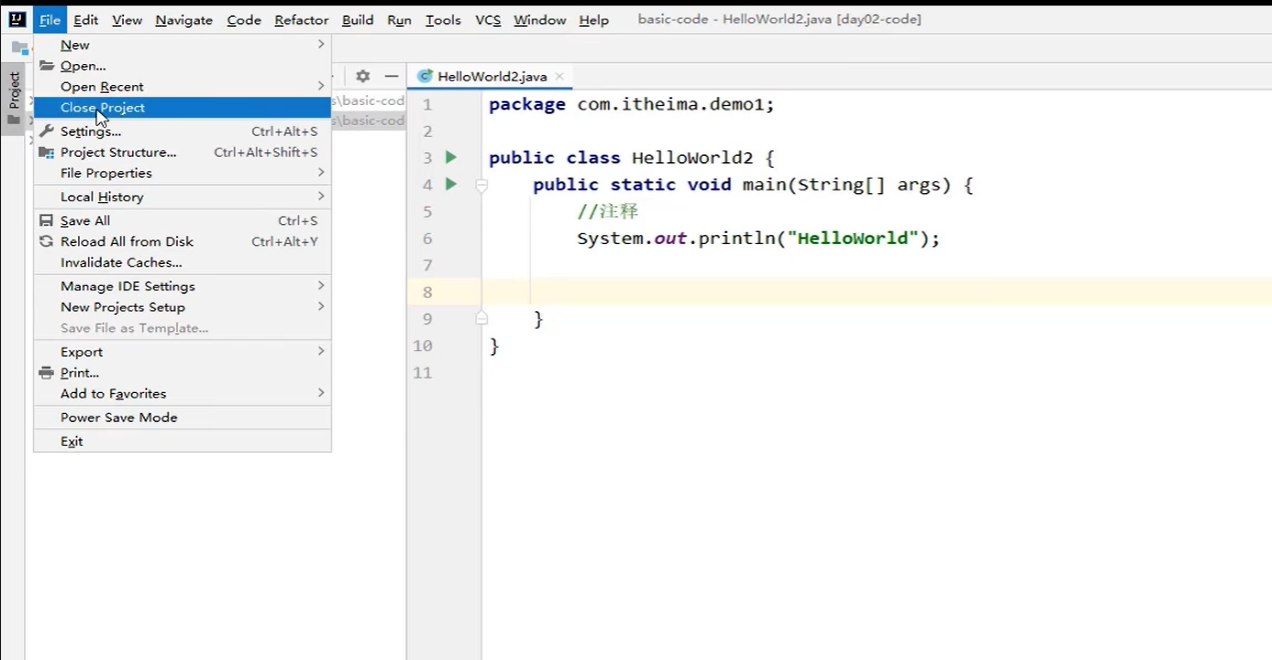 File Edit View Navigate Code Refactor Build Run Tools VCS Window Help basic-code - HelloWorld2.java [day02-code]
New
Open...
Open Recent
Close Project
Settings... Ctrl+Alt+S
Project Structure... Ctrl+Alt+Shift+S
File Properties
Local History
Save All Ctrl+S
Reload All from Disk Ctrl+Alt+Y
Invalidate Caches...
Manage IDE Settings
New Projects Setup
Save File as Template...
Export
Print...
Add to Favorites
Power Save Mode
Exit
Project
s\basic-cod
s\basic-cod
HelloWorld2.java
1 package com.itheima.demo1;
2
3 public class HelloWorld2 {
4 public static void main(String[] args) {
5 //注释
6 System.out.println("HelloWorld");
7
8
9 }
10 }
11